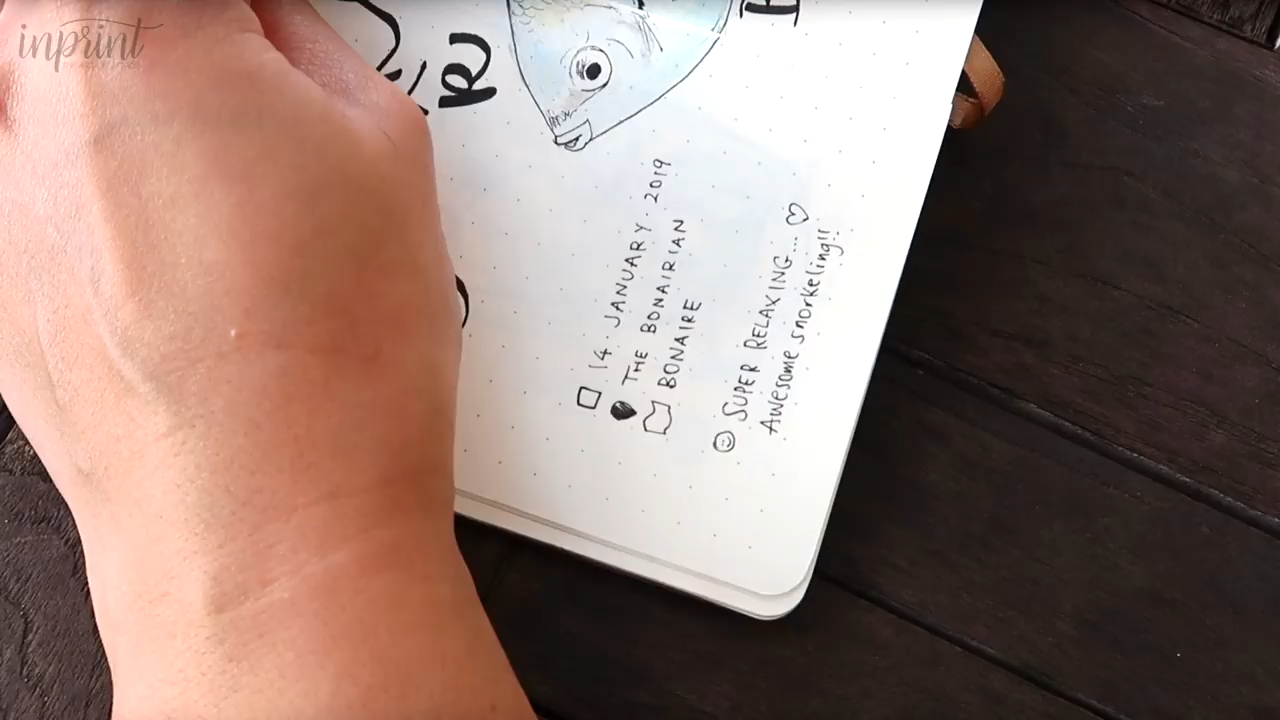 inprint
14 · JANUARY · 2019
THE BONAIRIAN
BONAIRE
SUPER RELAXING...
Awesome snorkeling!!